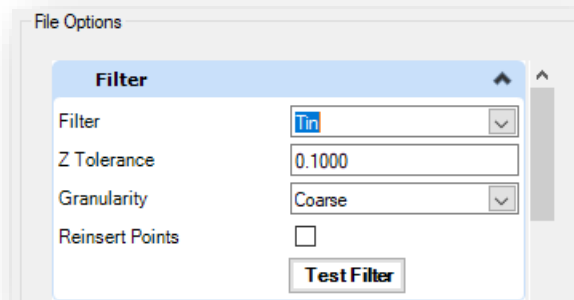 File Options
Filter
Filter Tin
Z Tolerance 0.1000
Granularity Coarse
Reinsert Points
Test Filter